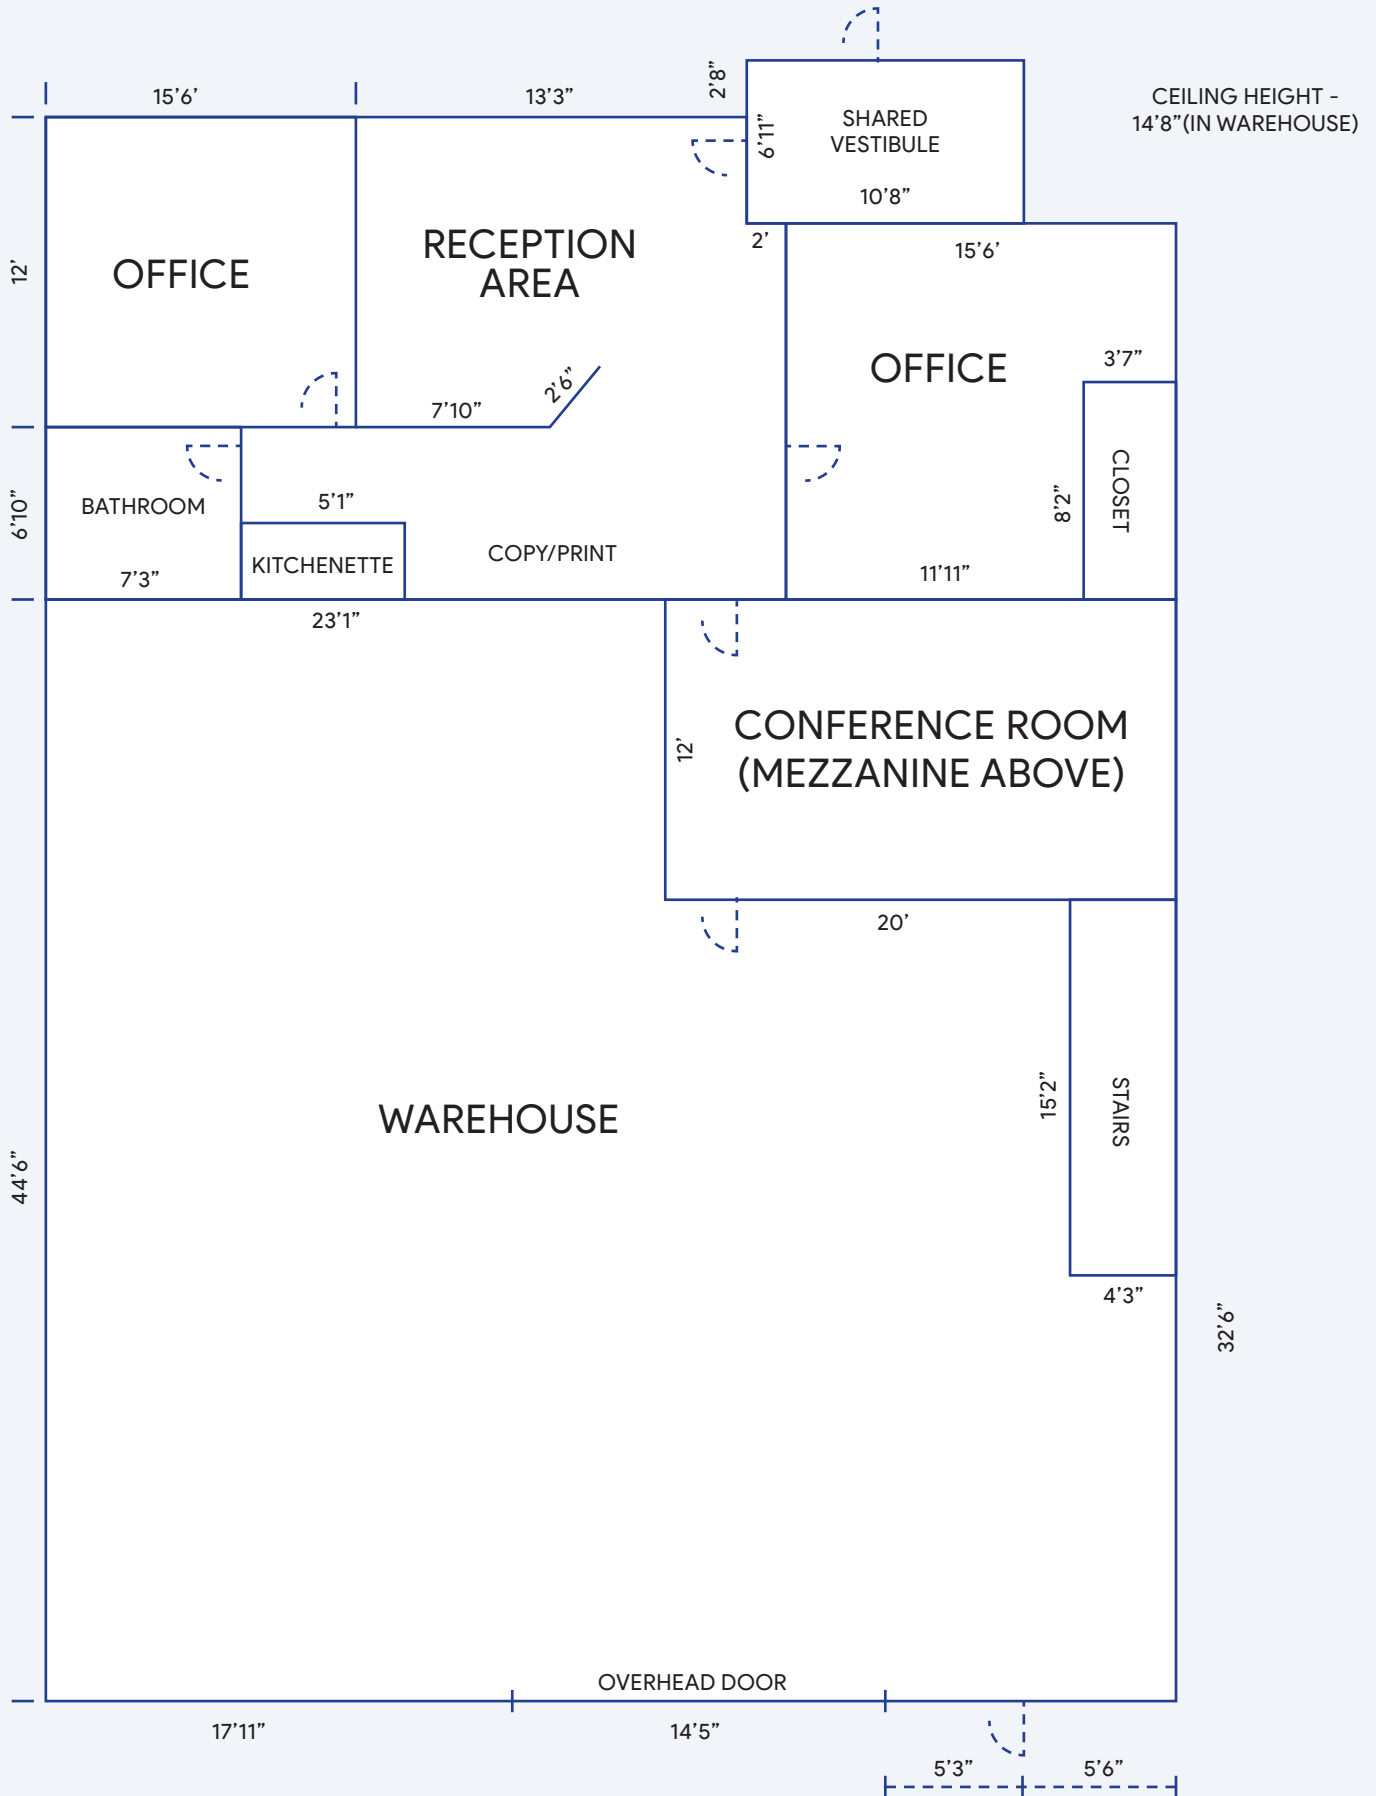 15’6’
13’3”
2’8”
CEILING HEIGHT -
14’8”(IN WAREHOUSE)
6’11”
SHARED
VESTIBULE
10’8”
2’
15’6’
12’
OFFICE
RECEPTION
AREA
OFFICE
3’7”
2’6”
7’10”
6’10”
BATHROOM
7’3”
5’1”
KITCHENETTE
COPY/PRINT
8’2”
CLOSET
11’11”
23’1”
12’
CONFERENCE ROOM
(MEZZANINE ABOVE)
20’
WAREHOUSE
15’2”
STAIRS
44’6”
4’3”
32’6”
OVERHEAD DOOR
17’11”
14’5”
5’3”
5’6”